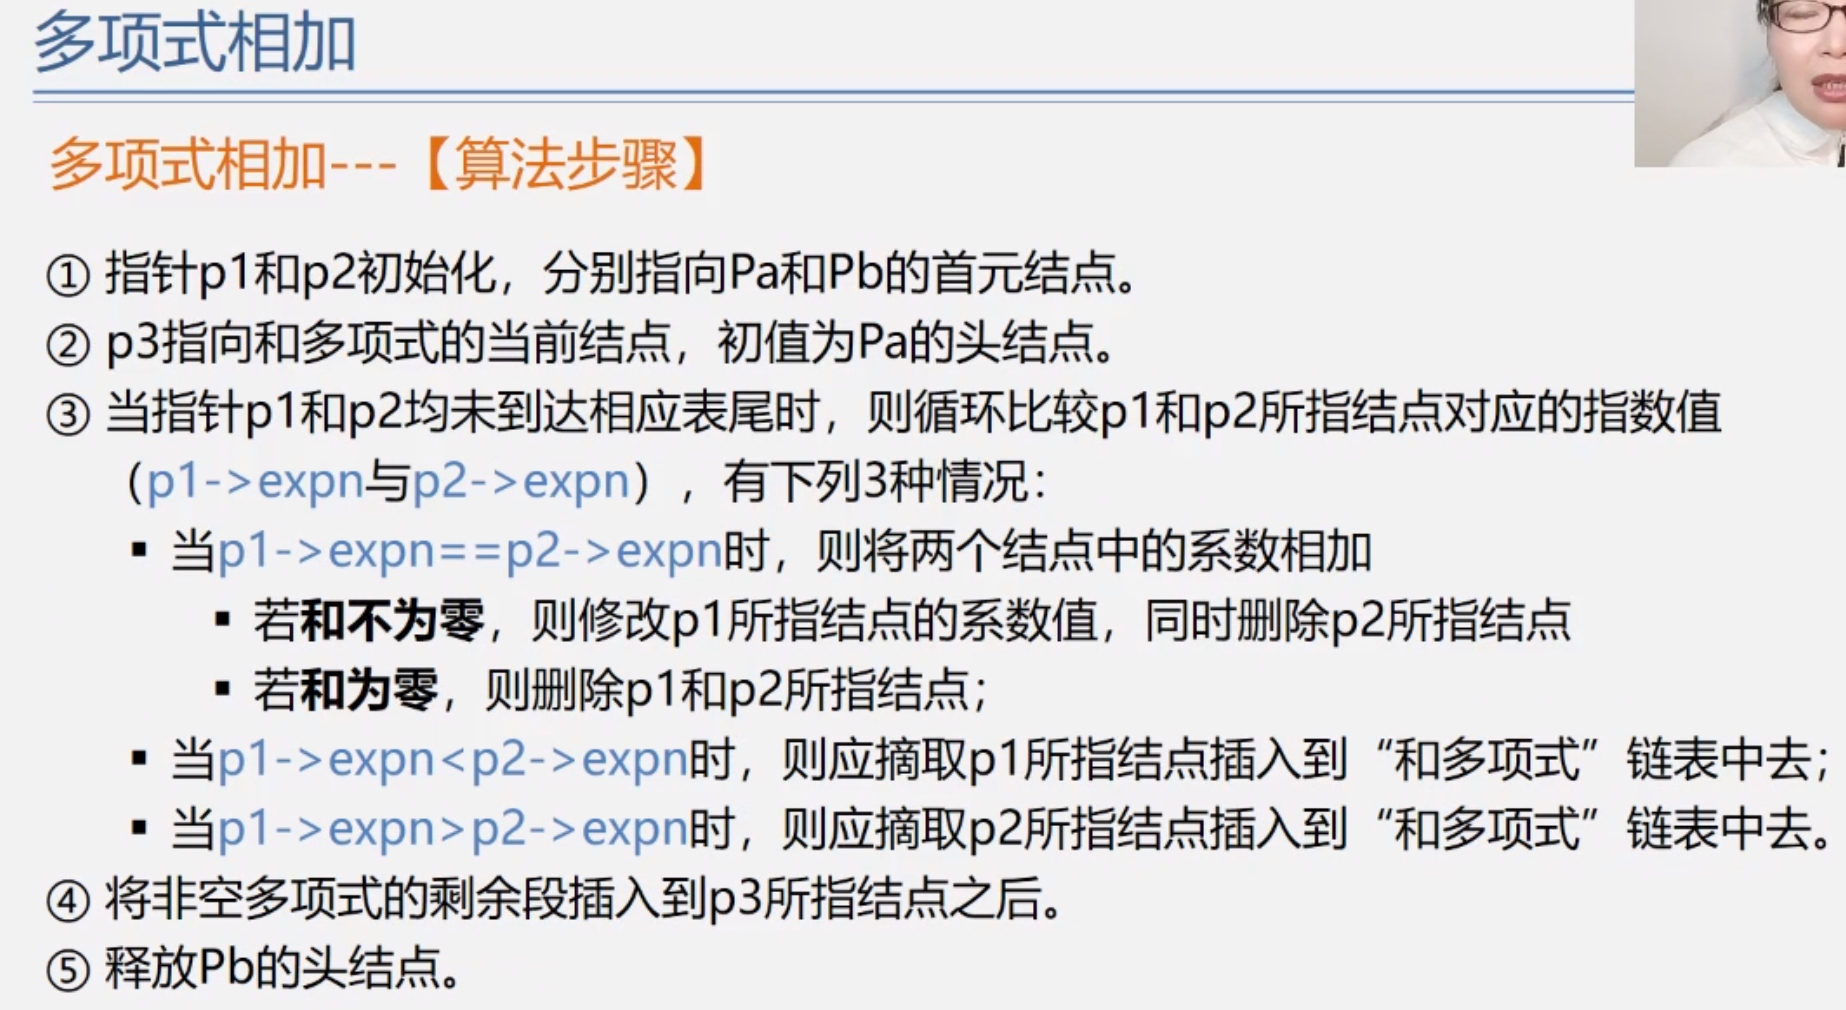 多项式相加
多项式相加---【算法步骤】
① 指针p1和p2初始化，分别指向Pa和Pb的首元结点。
② p3指向和多项式的当前结点，初值为Pa的头结点。
③ 当指针p1和p2均未到达相应表尾时，则循环比较p1和p2所指结点对应的指数值
（p1->expn与p2->expn），有下列3种情况：
▪ 当p1->expn==p2->expn时，则将两个结点中的系数相加
▪ 若和不为零，则修改p1所指结点的系数值，同时删除p2所指结点
▪ 若和为零，则删除p1和p2所指结点；
▪ 当p1->expn<p2->expn时，则应摘取p1所指结点插入到“和多项式”链表中去；
▪ 当p1->expn>p2->expn时，则应摘取p2所指结点插入到“和多项式”链表中去。
④ 将非空多项式的剩余段插入到p3所指结点之后。
⑤ 释放Pb的头结点。